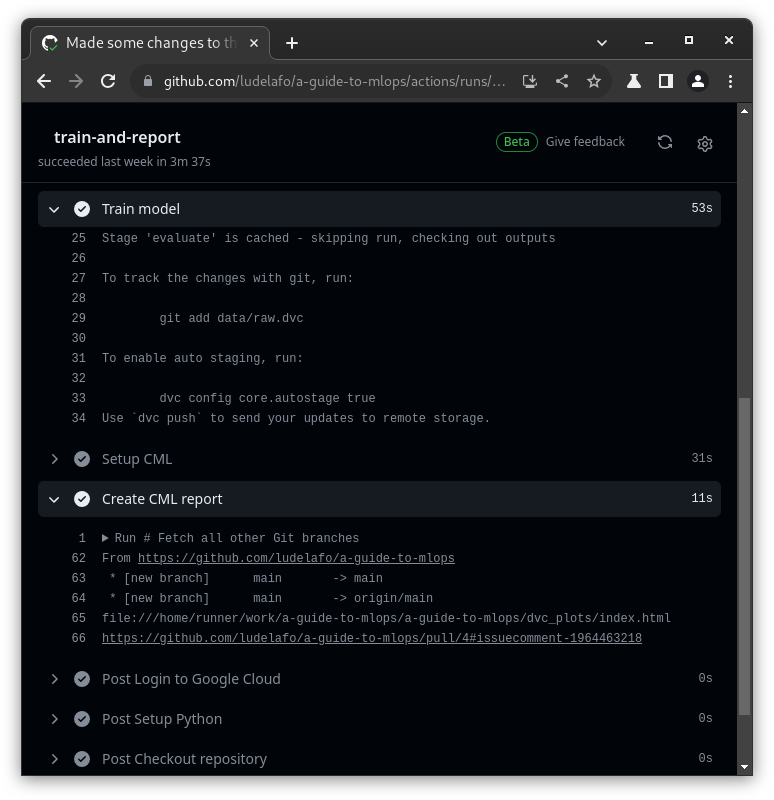 Made some changes to th
github.com/ludelafo/a-guide-to-mlops/actions/runs/...
train-and-report
succeeded last week in 3m 37s
Beta Give feedback
Train model 53s
25 Stage 'evaluate' is cached - skipping run, checking out outputs
26
27 To track the changes with git, run:
28
29 git add data/raw.dvc
30
31 To enable auto staging, run:
32
33 dvc config core.autostage true
34 Use `dvc push` to send your updates to remote storage.
Setup CML 31s
Create CML report 11s
1 Run # Fetch all other Git branches
62 From https://github.com/ludelafo/a-guide-to-mlops
63 * [new branch] main -> main
64 * [new branch] main -> origin/main
65 file:///home/runner/work/a-guide-to-mlops/a-guide-to-mlops/dvc_plots/index.html
66 https://github.com/ludelafo/a-guide-to-mlops/pull/4#issuecomment-1964463218
Post Login to Google Cloud 0s
Post Setup Python 0s
Post Checkout repository 0s